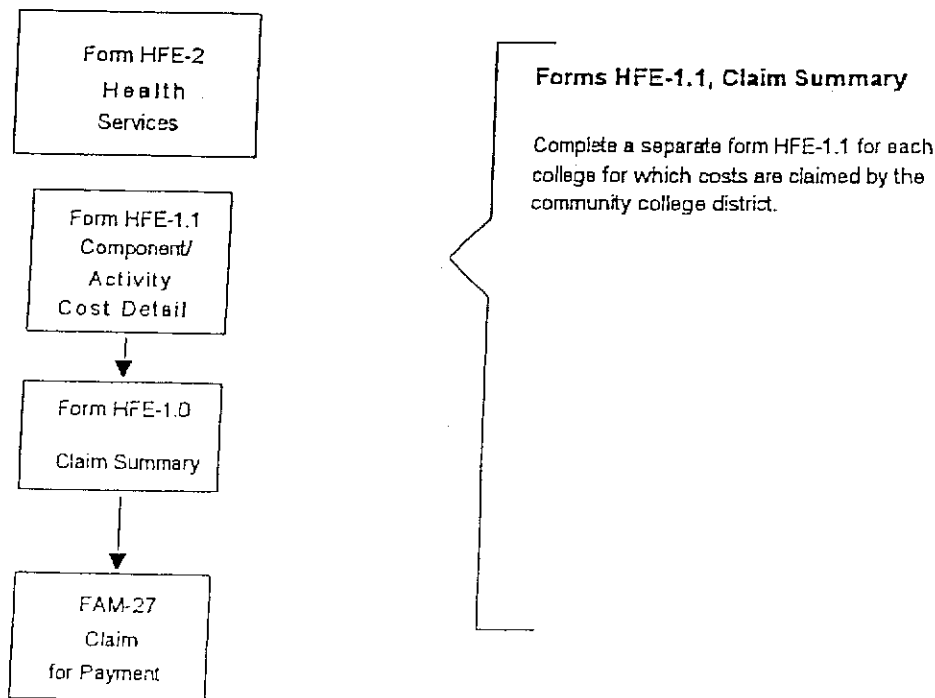 Form HFE-2
Health
Services
Form HFE-1.1
Component/
Activity
Cost Detail
Form HFE-1.0
Claim Summary
FAM-27
Claim
for Payment
Forms HFE-1.1, Claim Summary
Complete a separate form HFE-1.1 for each
college for which costs are claimed by the
community college district.